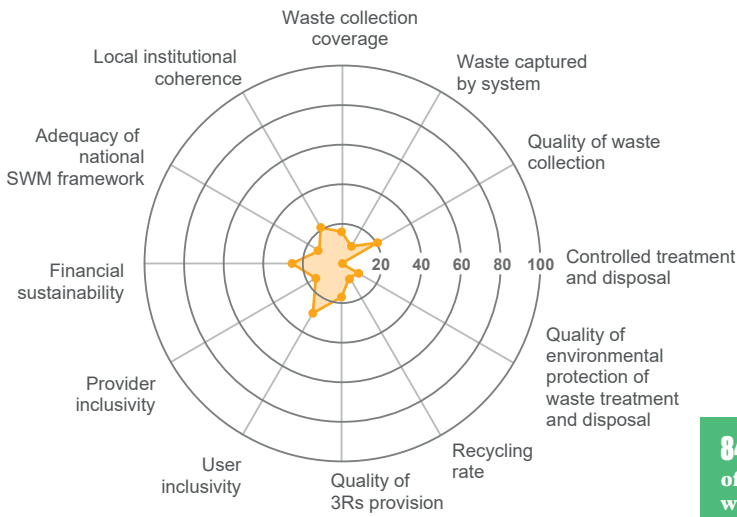 Waste collection
coverage
Waste captured
by system
Quality of waste
collection
Controlled treatment
and disposal
Quality of
environmental
protection of
waste treatment
and disposal
Recycling
rate
Quality of
3Rs provision
User
inclusivity
Provider
inclusivity
Financial
sustainability
Adequacy of
national
SWM framework
Local institutional
coherence
20 40 60 80 100